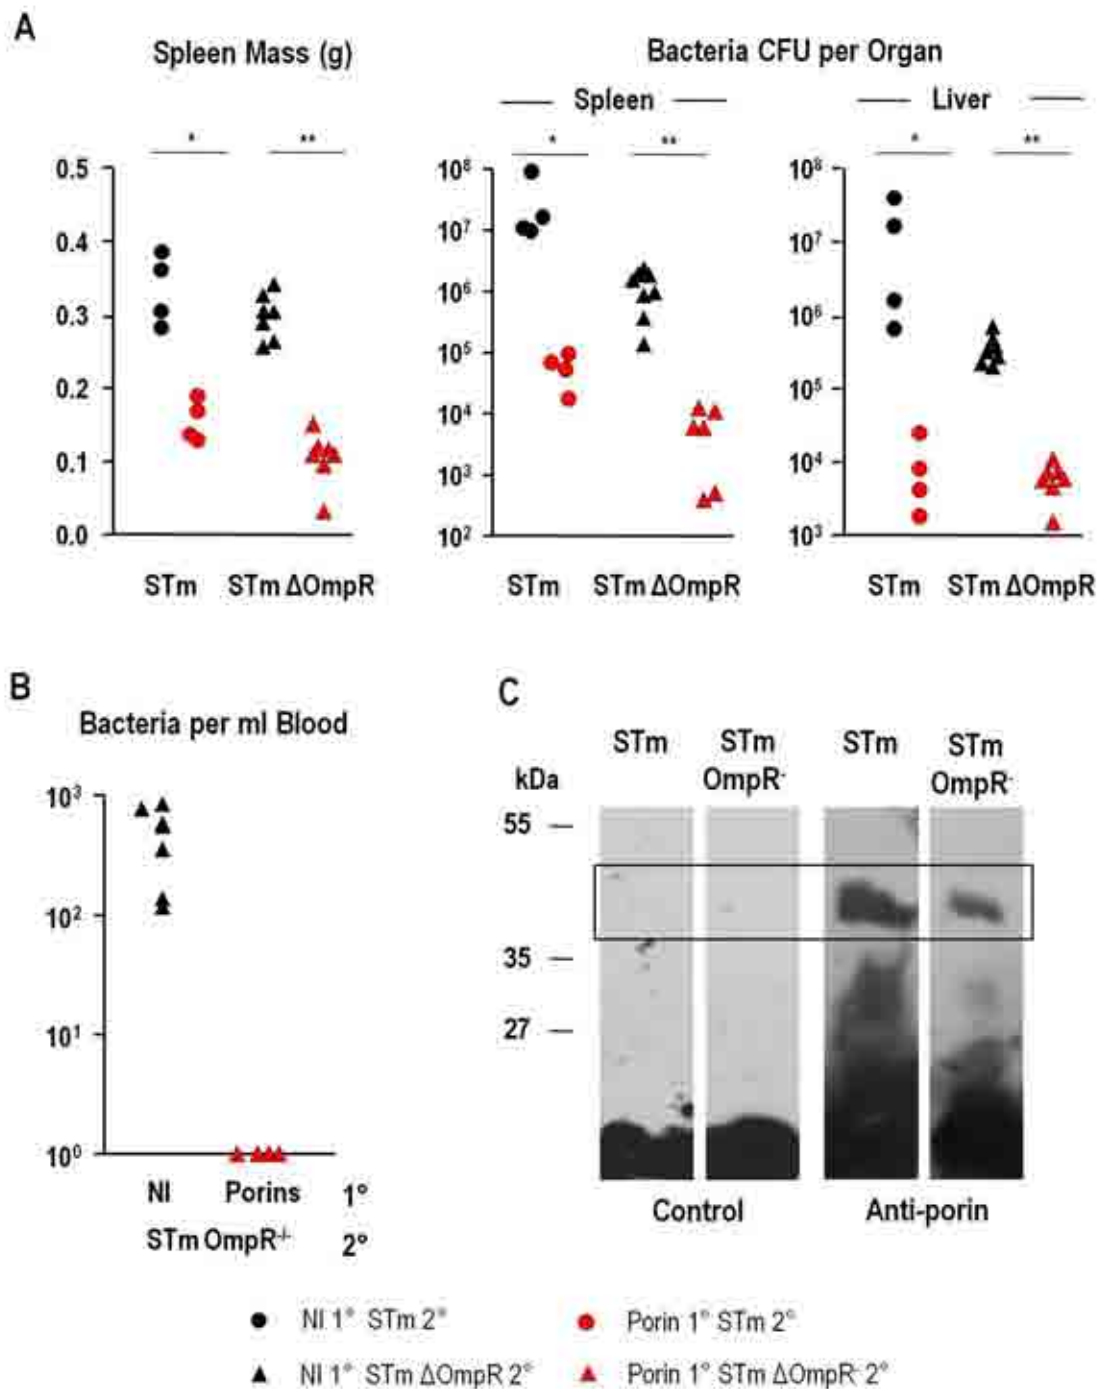 A
Spleen Mass (g)
Bacteria CFU per Organ
Spleen
Liver
* **
* **
* **
0.5
0.4
0.3
0.2
0.1
0.0
10⁸
10⁷
10⁶
10⁵
10⁴
10³
10²
10⁸
10⁷
10⁶
10⁵
10⁴
10³
STm STm ΔOmpR
STm STm ΔOmpR
STm STm ΔOmpR
B
Bacteria per ml Blood
10³
10²
10¹
10⁰
NI Porins 1°
STm OmpR⁻/⁻ 2°
C
kDa
STm
STm OmpR⁻
STm
STm OmpR⁻
55
35
27
Control
Anti-porin
NI 1° STm 2°
Porin 1° STm 2°
NI 1° STm ΔOmpR 2°
Porin 1° STm ΔOmpR⁻ 2°